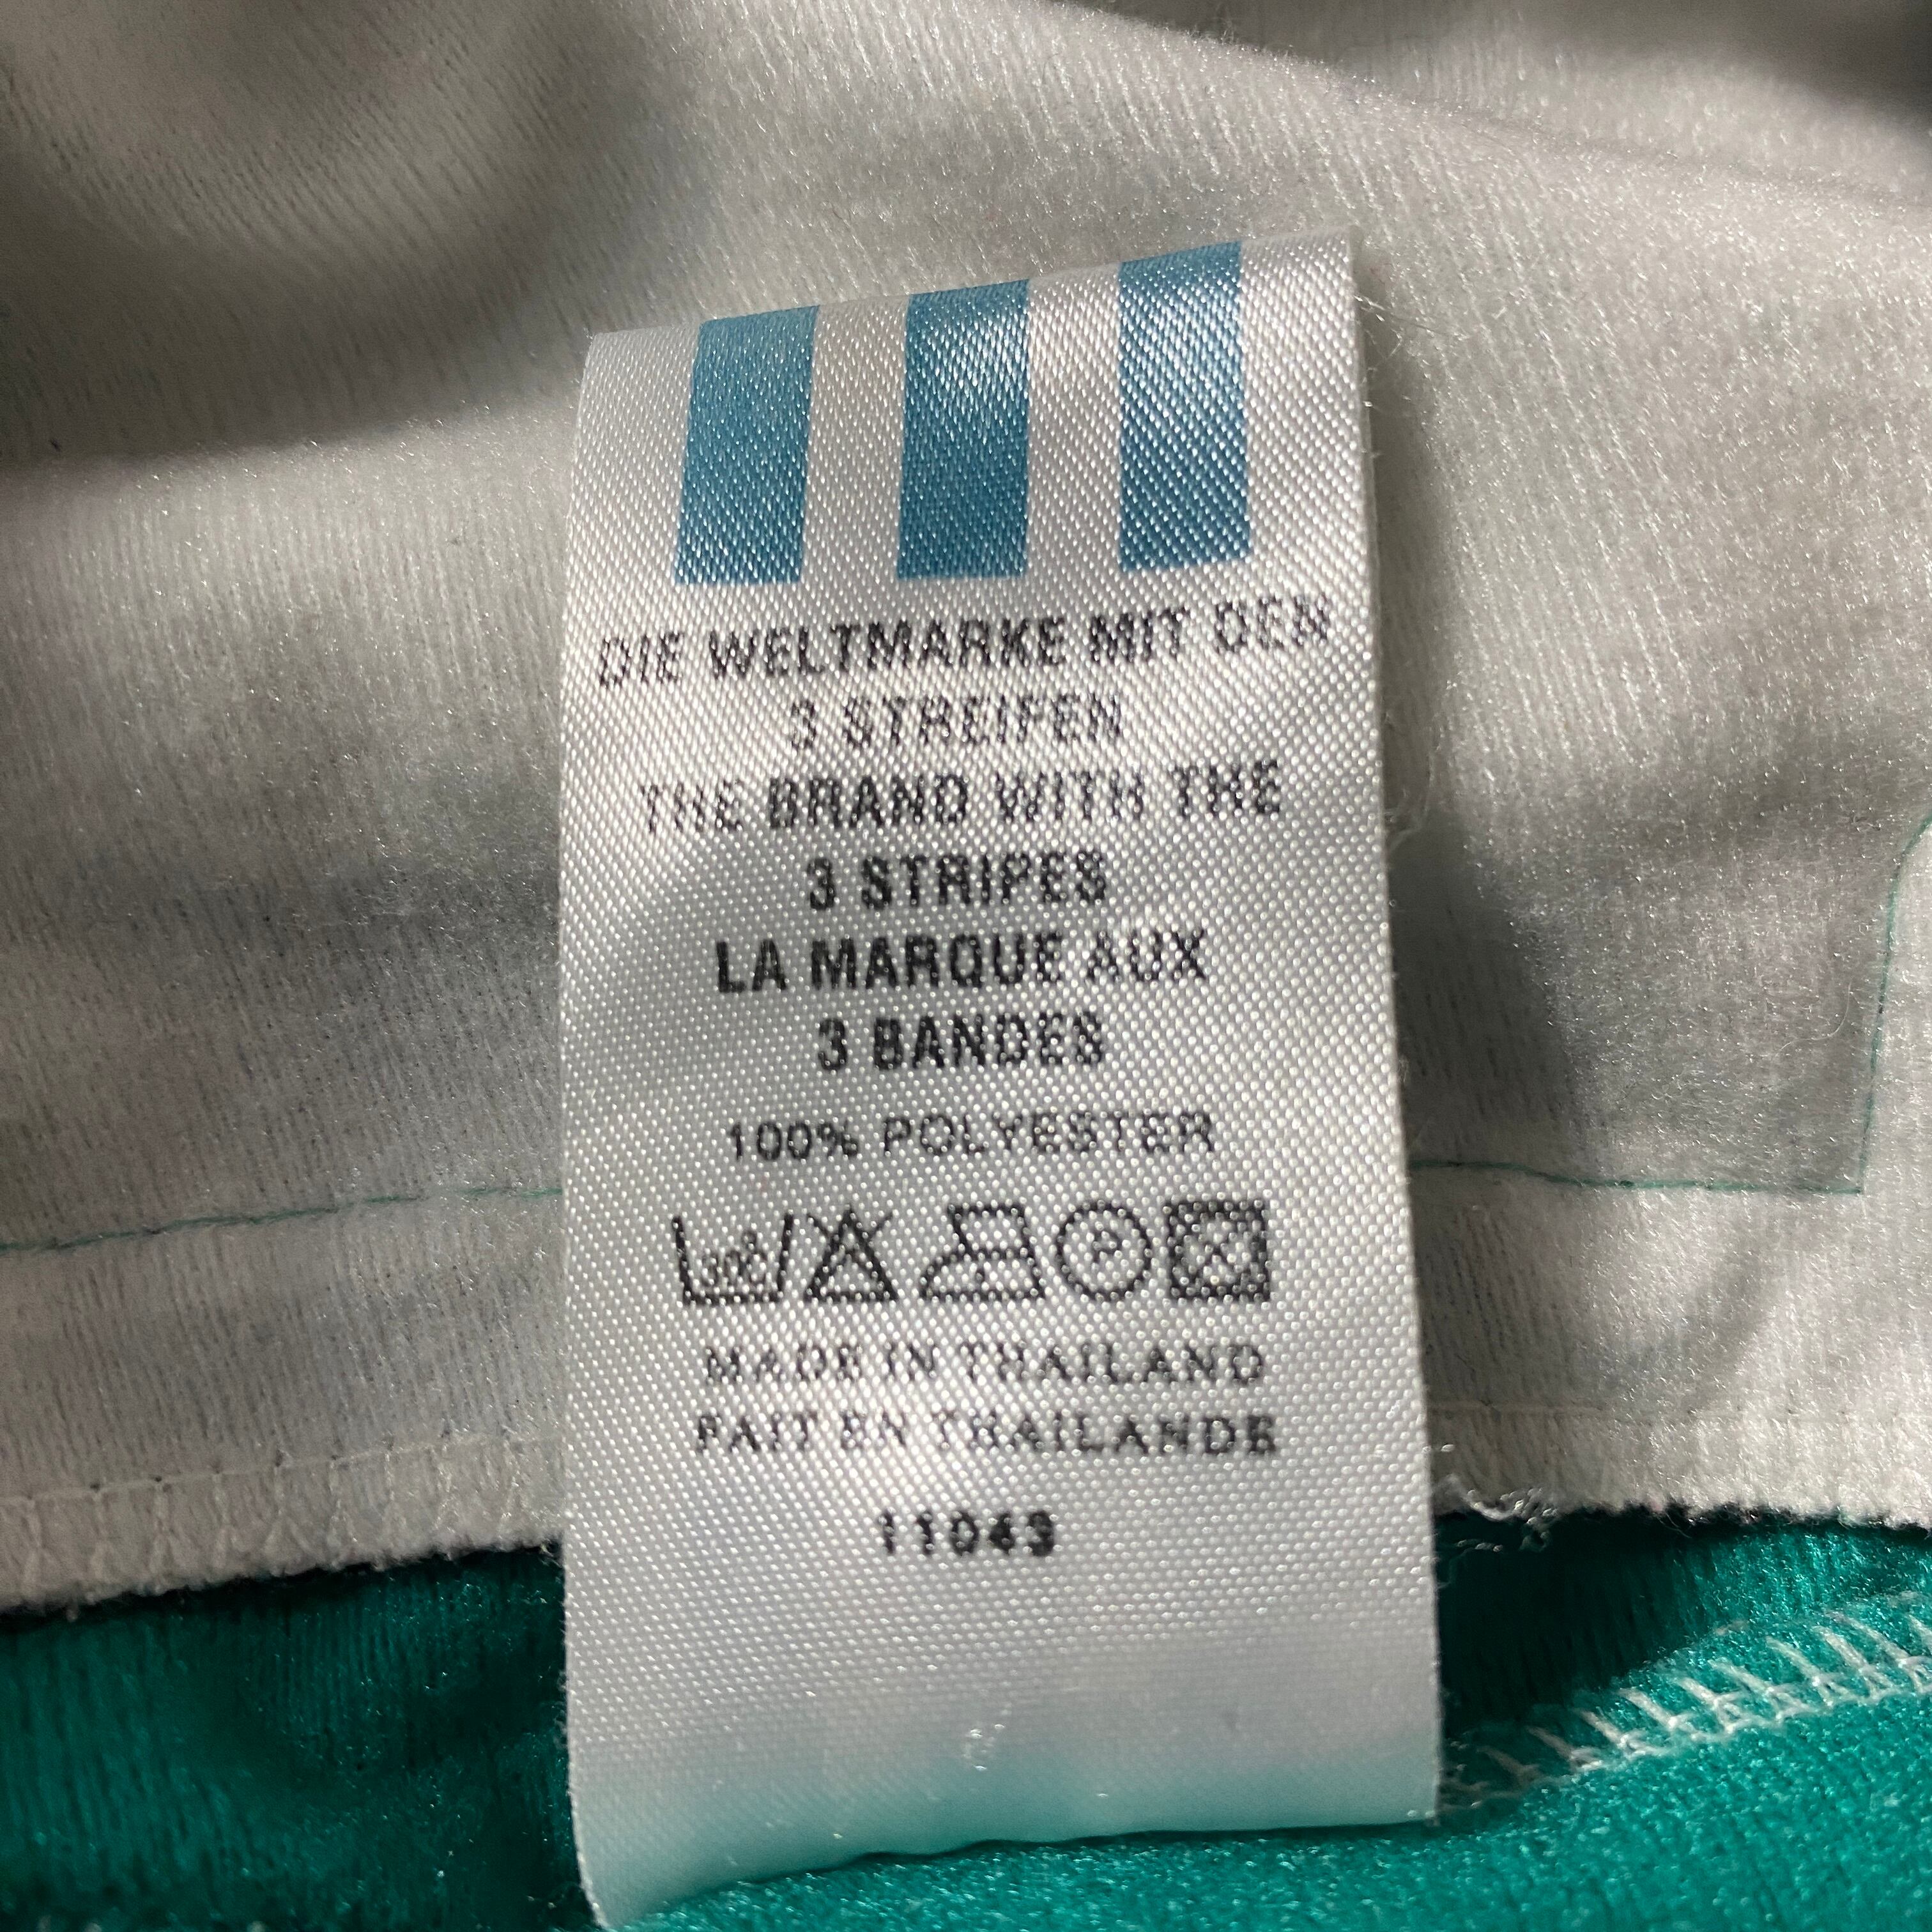 DIE WELTMARKE MIT DEN
3 STREIFEN
THE BRAND WITH THE
3 STRIPES
LA MARQUE AUX
3 BANDES
100% POLYESTER
P
MADE IN THAILAND
FAIT EN THAÏLANDE
11043